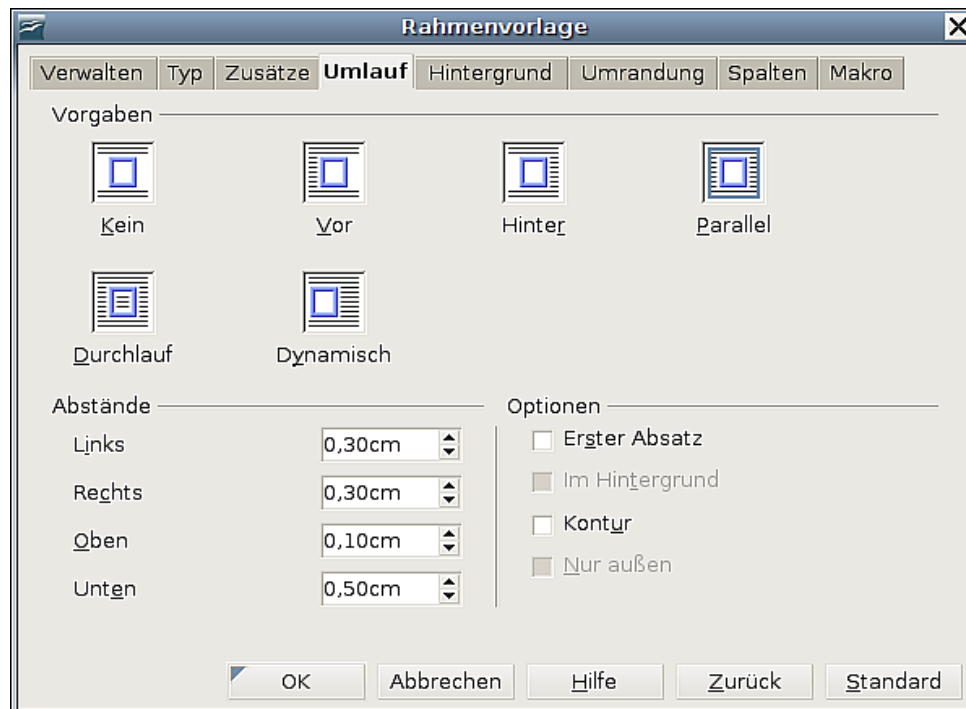 Rahmenvorlage
Verwalten Typ Zusätze Umlauf Hintergrund Umrandung Spalten Makro
Vorgaben
Kein Vor Hinter Parallel
Durchlauf Dynamisch
Abstände Optionen
Links 0,30cm Erster Absatz
Rechts 0,30cm Im Hintergrund
Oben 0,10cm Kontur
Unten 0,50cm Nur außen
OK Abbrechen Hilfe Zurück Standard